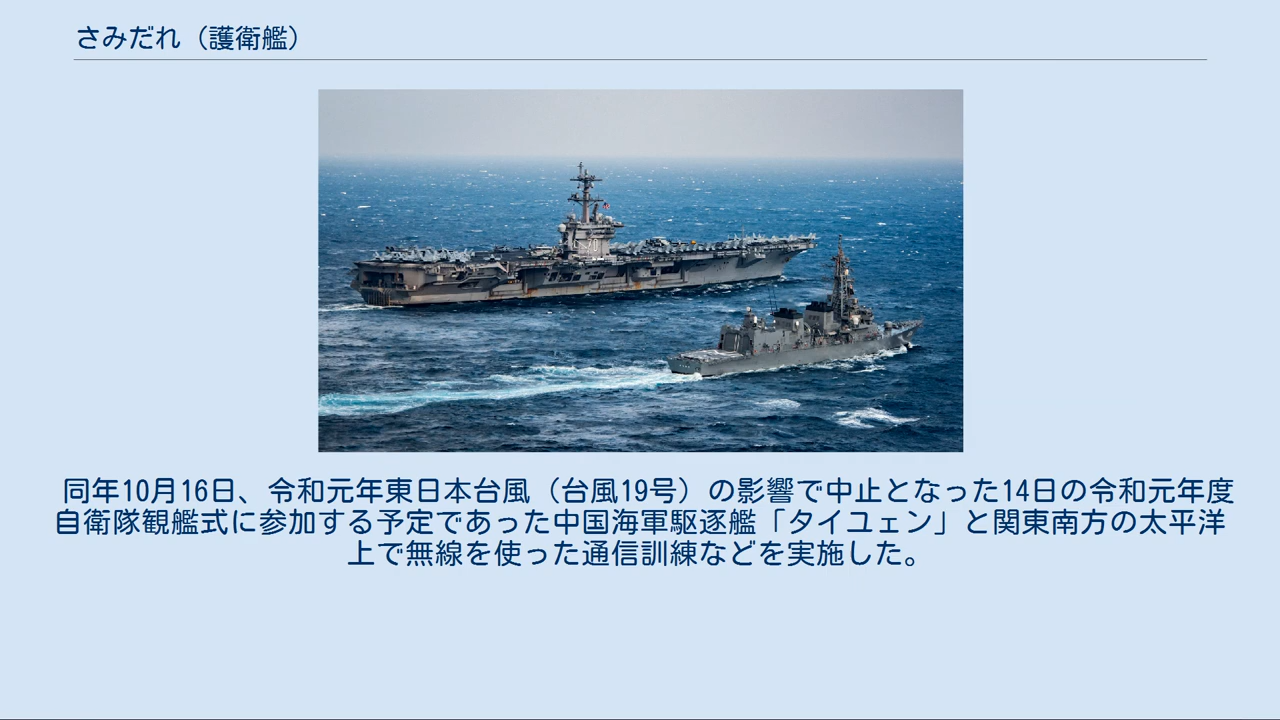 さみだれ（護衛艦）
70
同年10月16日、令和元年東日本台風（台風19号）の影響で中止となった14日の令和元年度
自衛隊観艦式に参加する予定であった中国海軍駆逐艦「タイユェン」と関東南方の太平洋
上で無線を使った通信訓練などを実施した。